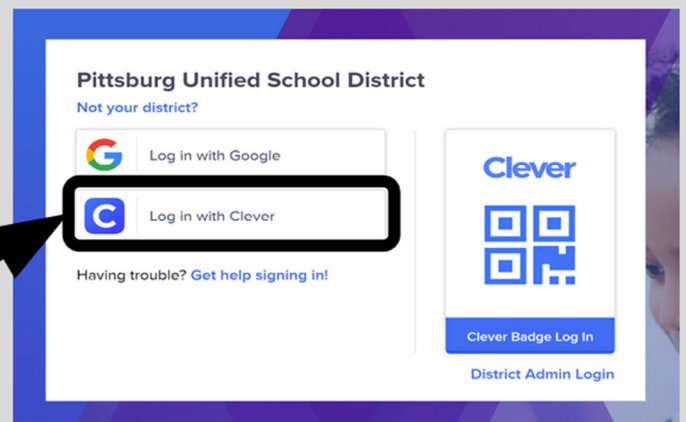 Pittsburg Unified School District
Not your district?
Log in with Google
Log in with Clever
Having trouble? Get help signing in!
Clever
Clever Badge Log In
District Admin Login